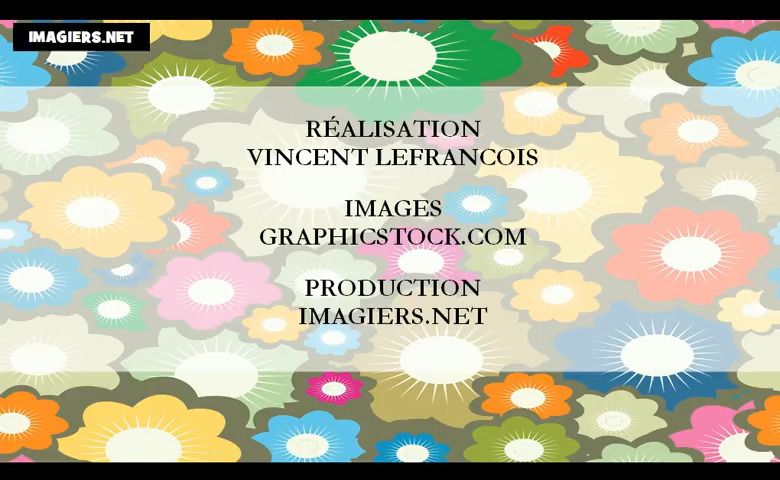 IMAGIERS.NET
RÉALISATION
VINCENT LEFRANCOIS
IMAGES
GRAPHICSTOCK.COM
PRODUCTION
IMAGIERS.NET